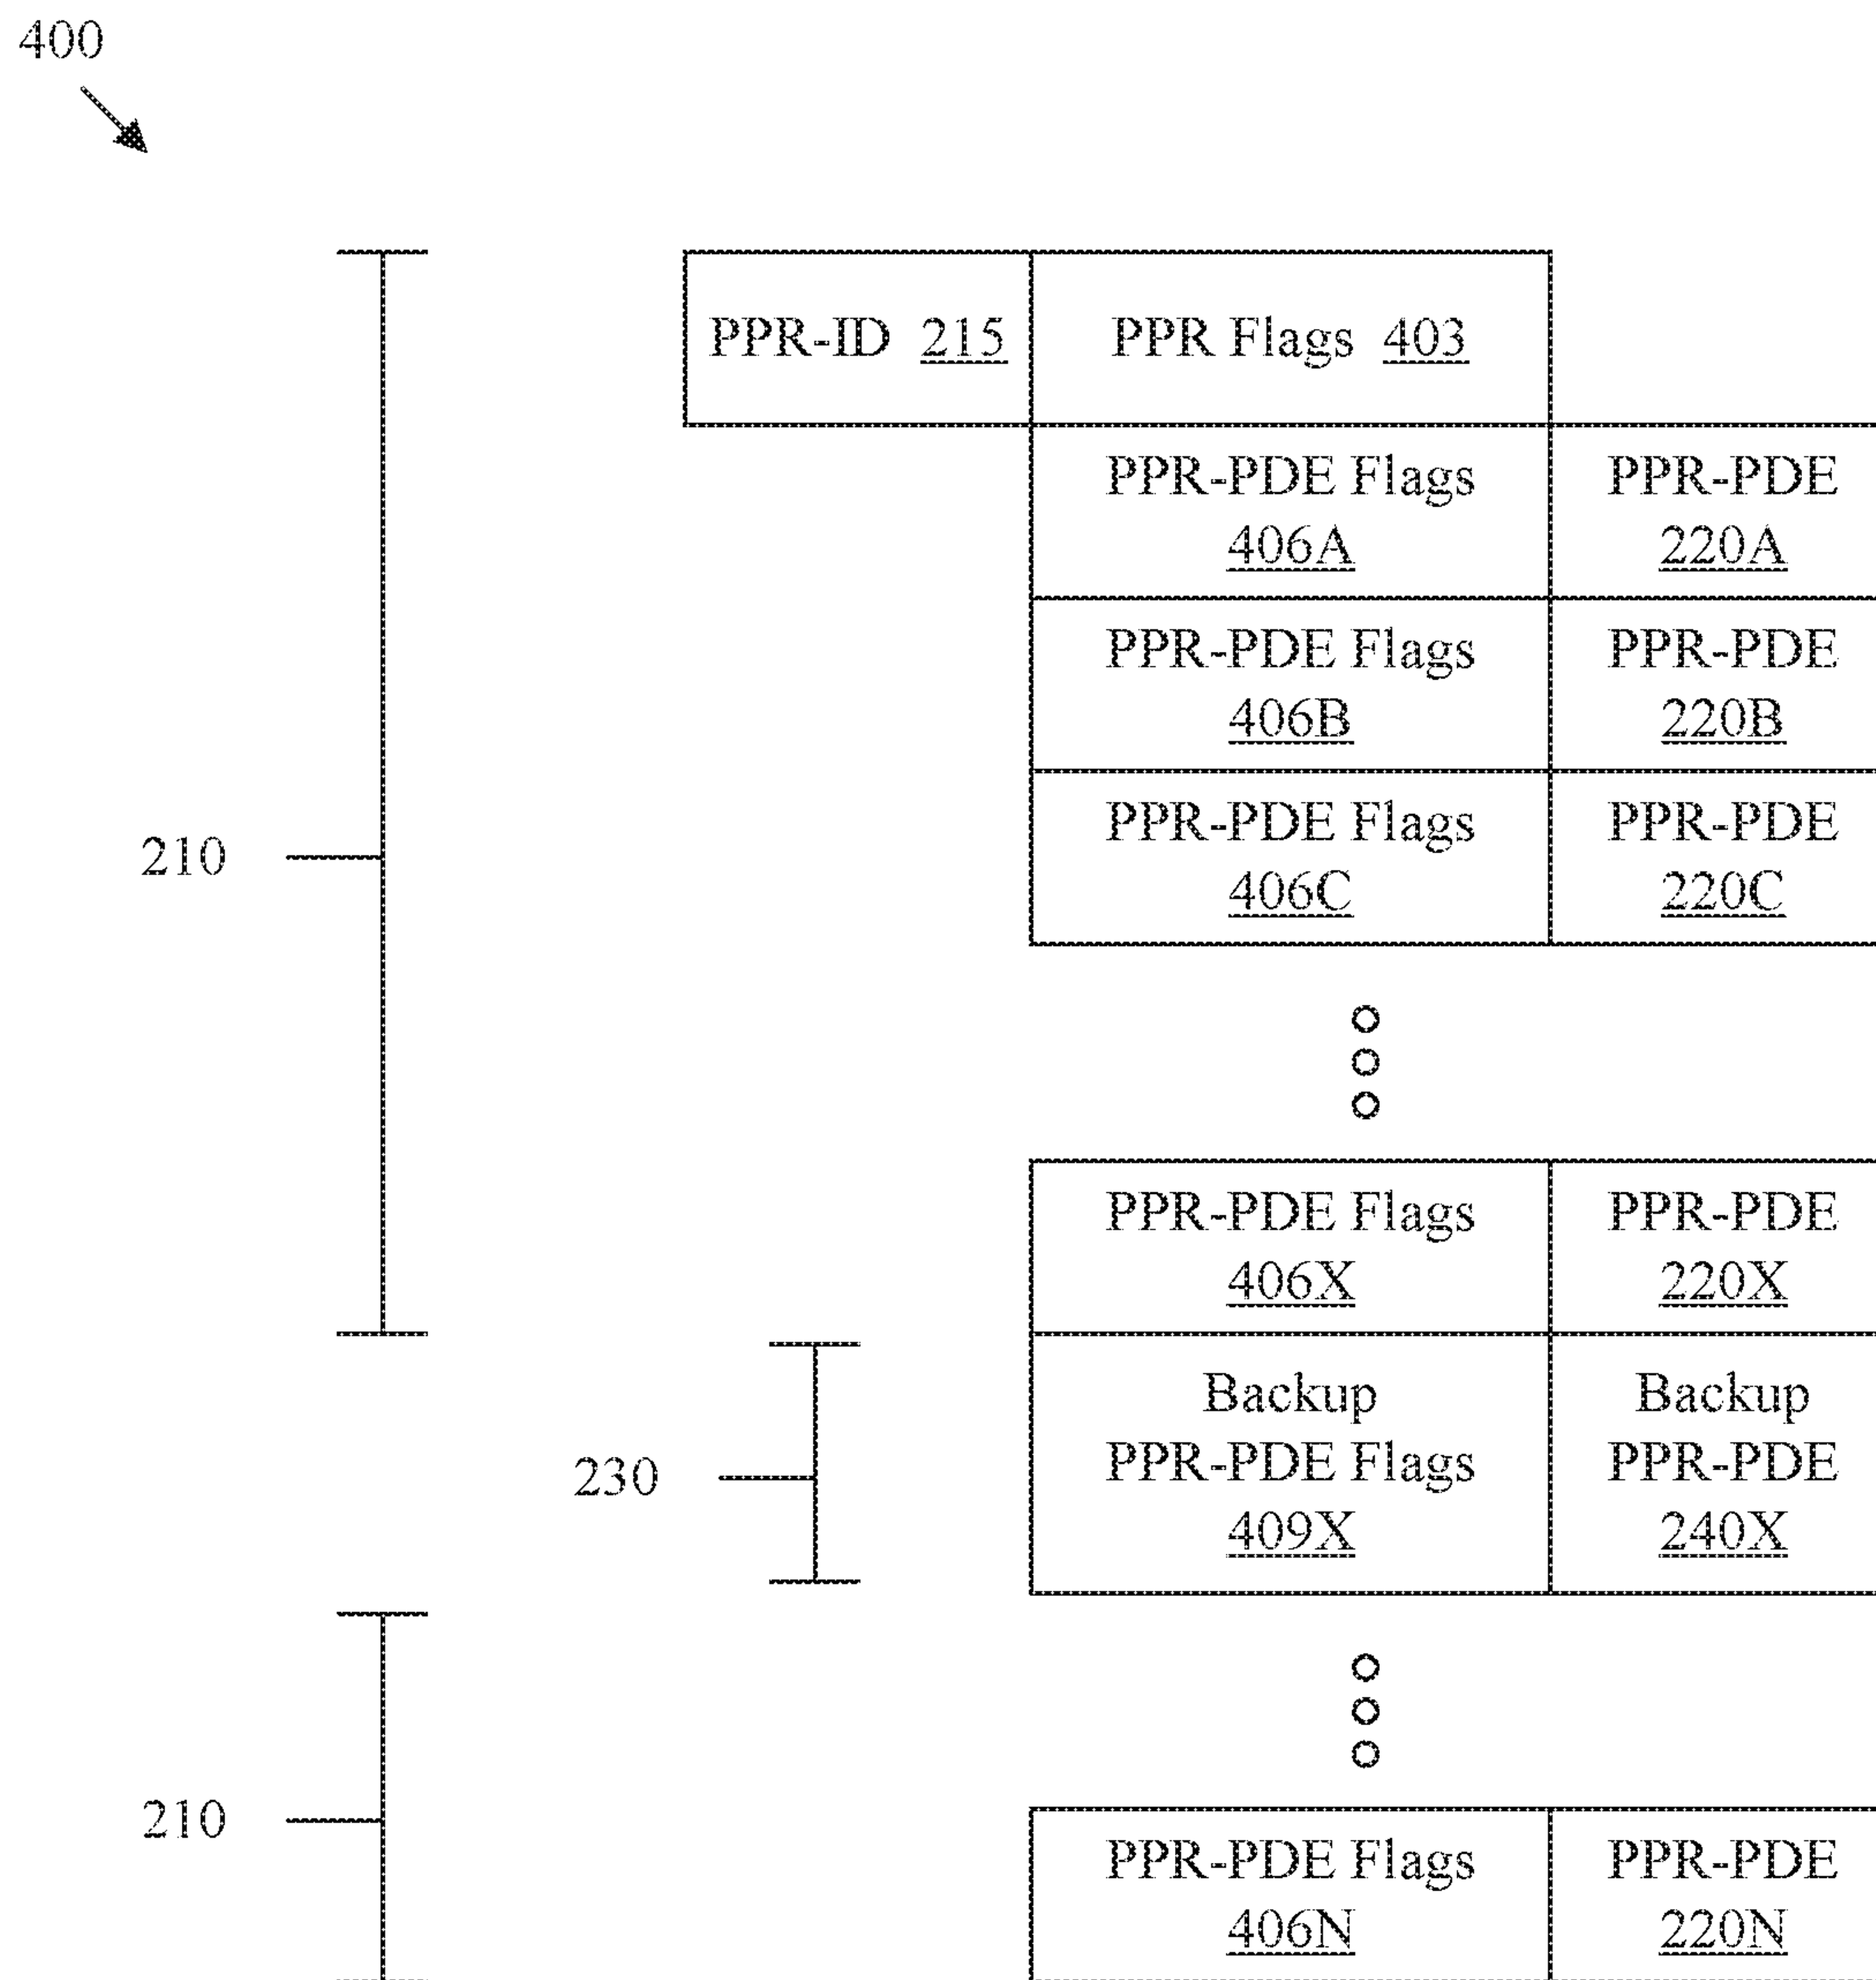 400
PPR-ID 215 PPR Flags 403
PPR-PDE Flags PPR-PDE
406A 220A
PPR-PDE Flags PPR-PDE
406B 220B
PPR-PDE Flags PPR-PDE
210
406C 220C
PPR-PDE Flags PPR-PDE
406X 220X
Backup Backup
PPR-PDE Flags PPR-PDE
230
409X 240X
210
PPR-PDE Flags PPR-PDE
406N 220N